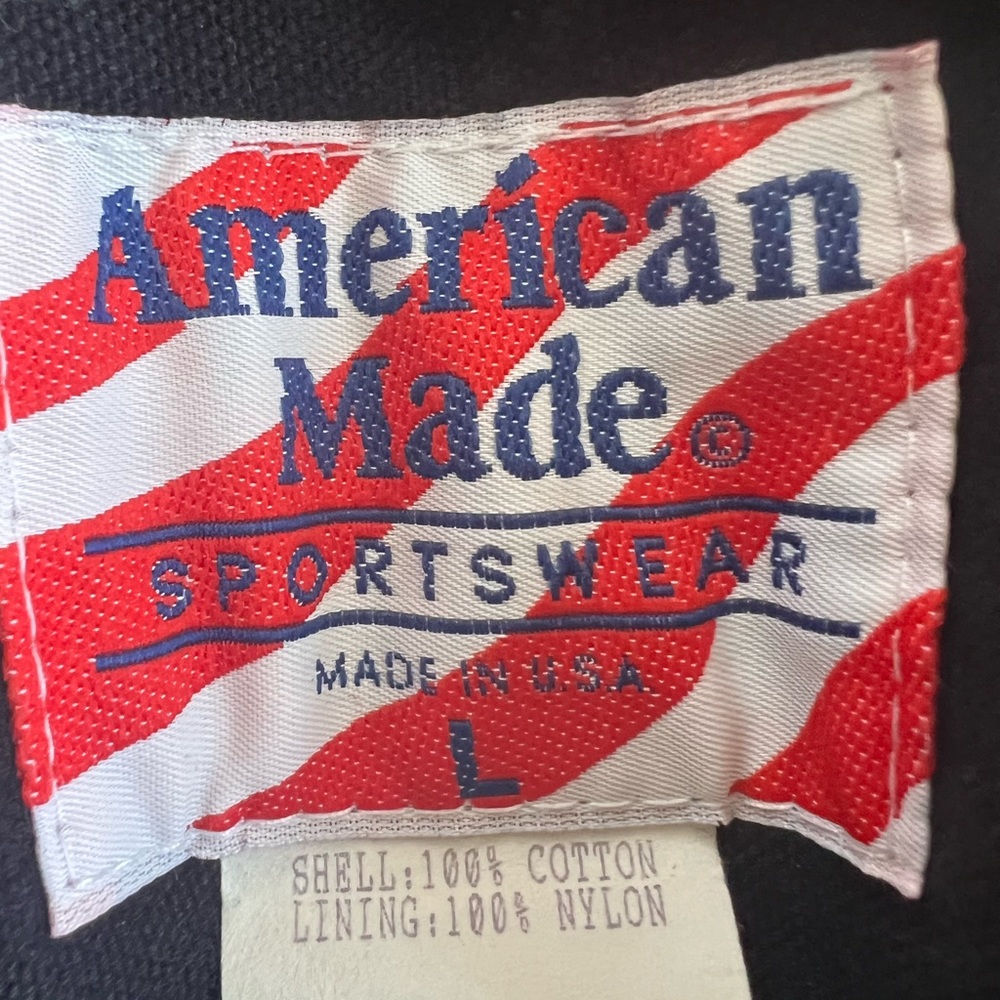 American
Made®
SPORTSWEAR
MADE IN U.S.A.
L
SHELL:100% COTTON
LINING:100% NYLON